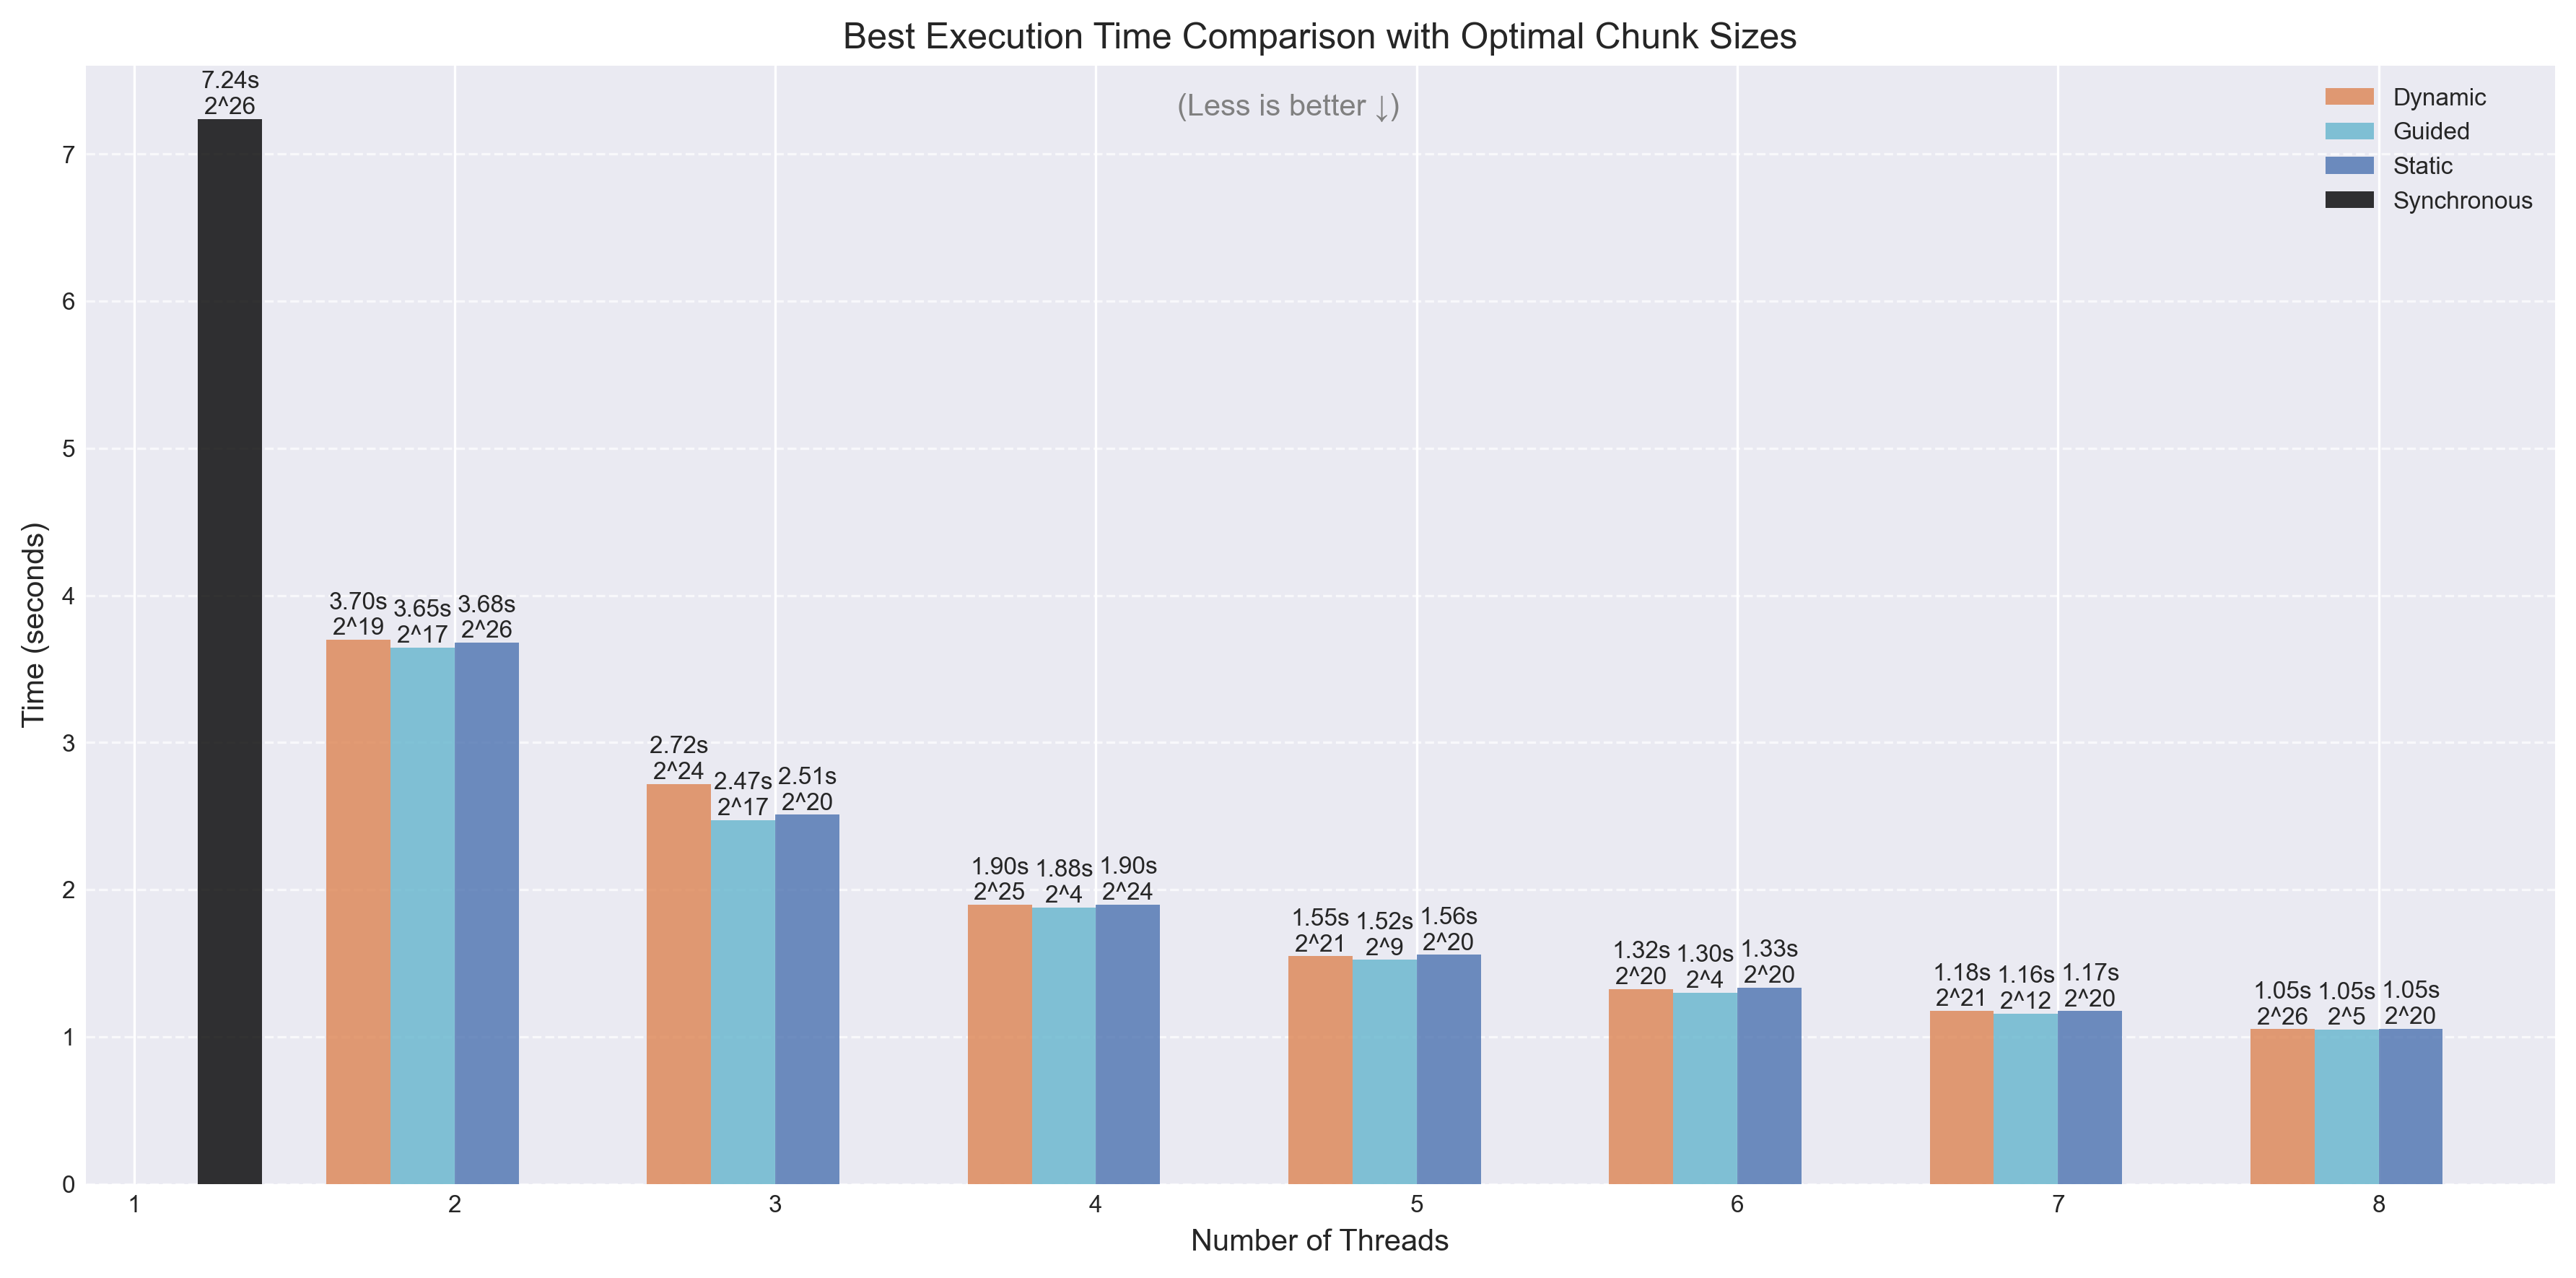 Best Execution Time Comparison with Optimal Chunk Sizes
(Less is better ↓)
Dynamic
Guided
Static
Synchronous
Time (seconds)
7
6
5
4
3
2
1
0
7.24s
2^26
3.70s
2^19
3.65s
2^17
3.68s
2^26
2.72s
2^24
2.47s
2^17
2.51s
2^20
1.90s
2^25
1.88s
2^4
1.90s
2^24
1.55s
2^21
1.52s
2^9
1.56s
2^20
1.32s
2^20
1.30s
2^4
1.33s
2^20
1.18s
2^21
1.16s
2^12
1.17s
2^20
1.05s
2^26
1.05s
2^5
1.05s
2^20
1 2 3 4 5 6 7 8
Number of Threads